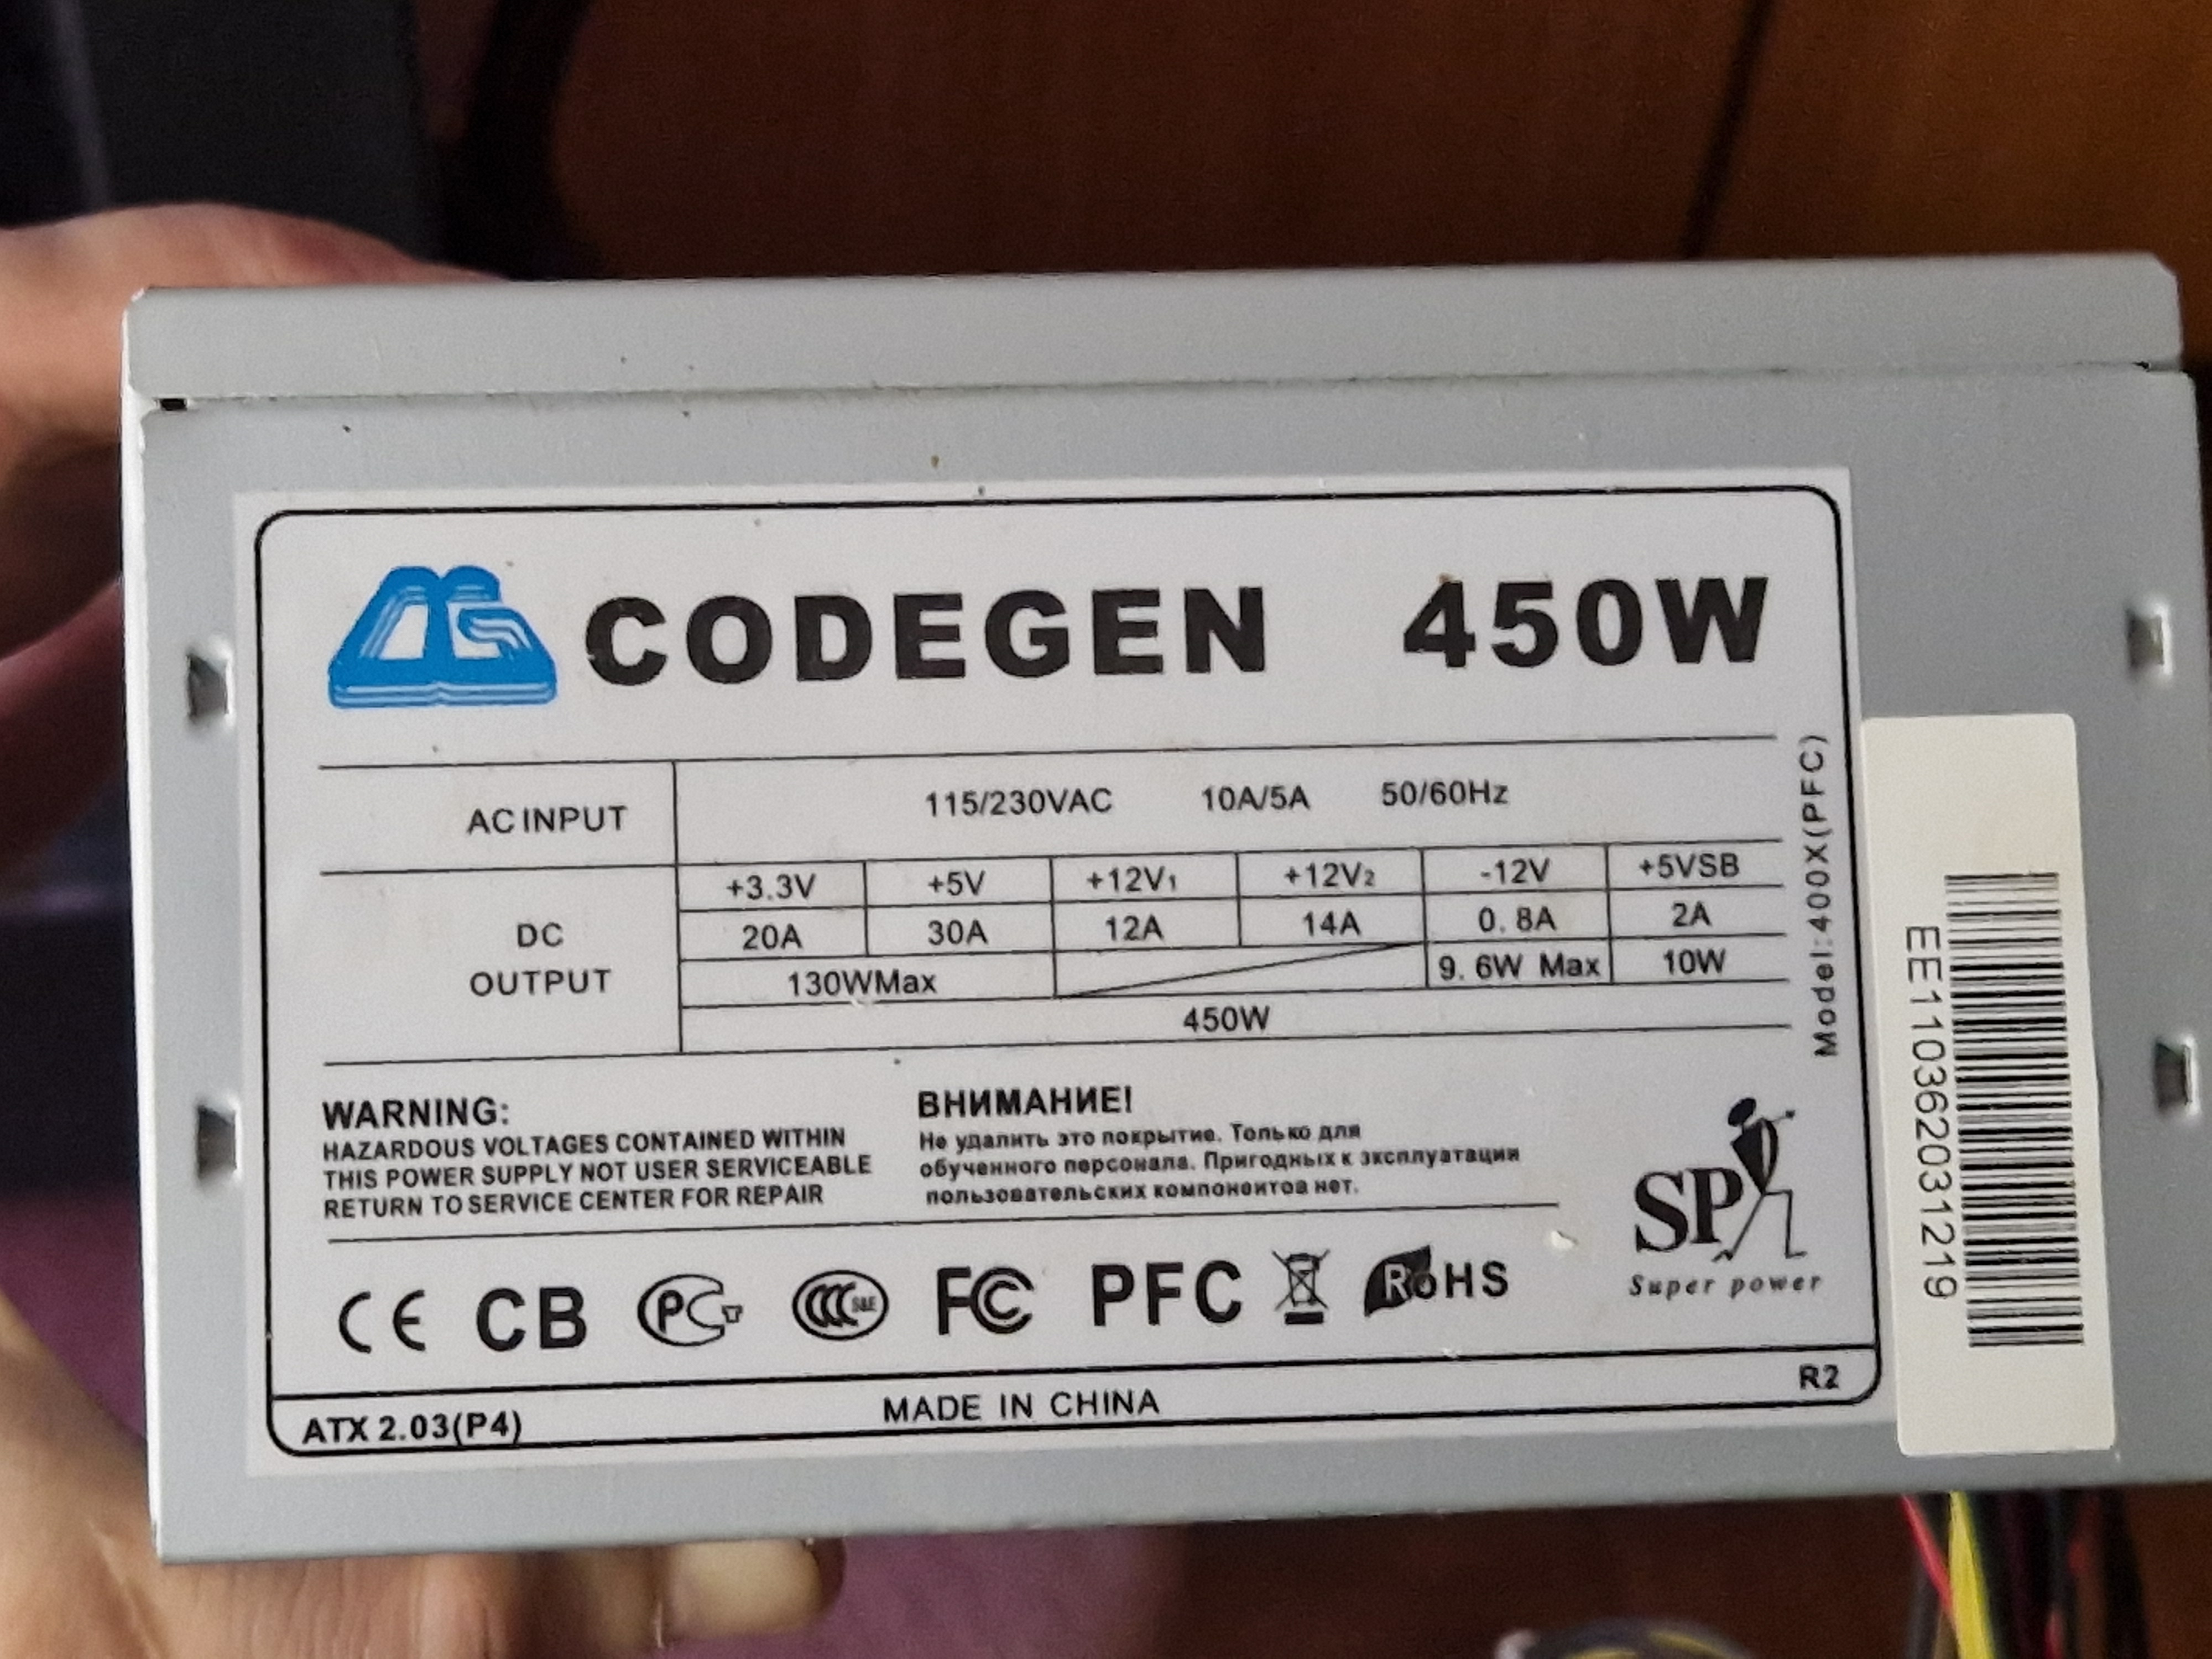 CODEGEN 450W
AC INPUT 115/230VAC 10A/5A 50/60Hz
DC OUTPUT
+3.3V +5V +12V1 +12V2 -12V +5VSB
20A 30A 12A 14A 0.8A 2A
130WMax 9.6W Max 10W
450W
Model:400X(PFC)
WARNING:
HAZARDOUS VOLTAGES CONTAINED WITHIN
THIS POWER SUPPLY NOT USER SERVICEABLE
RETURN TO SERVICE CENTER FOR REPAIR
ВНИМАНИЕ!
Не удалить это покрытие. Только для
обученного персонала. Пригодных к эксплуатации
пользовательских компонентов нет.
SP
Super power
CE CB PCT CCC S&E FC PFC RoHS
ATX 2.03(P4) MADE IN CHINA R2
EE110362031219